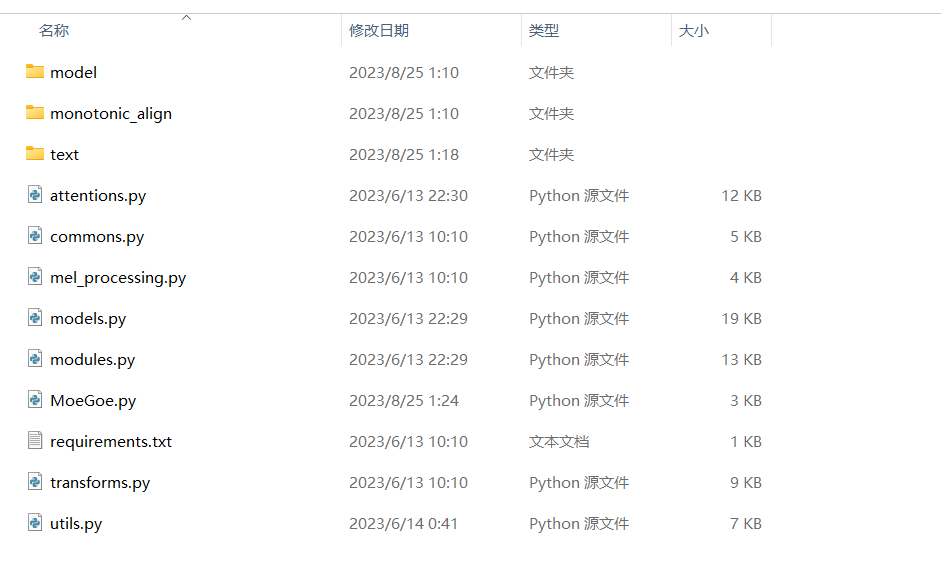 名称 修改日期 类型 大小
model 2023/8/25 1:10 文件夹
monotonic_align 2023/8/25 1:10 文件夹
text 2023/8/25 1:18 文件夹
attentions.py 2023/6/13 22:30 Python 源文件 12 KB
commons.py 2023/6/13 10:10 Python 源文件 5 KB
mel_processing.py 2023/6/13 10:10 Python 源文件 4 KB
models.py 2023/6/13 22:29 Python 源文件 19 KB
modules.py 2023/6/13 22:29 Python 源文件 13 KB
MoeGoe.py 2023/8/25 1:24 Python 源文件 3 KB
requirements.txt 2023/6/13 10:10 文本文档 1 KB
transforms.py 2023/6/13 10:10 Python 源文件 9 KB
utils.py 2023/6/14 0:41 Python 源文件 7 KB